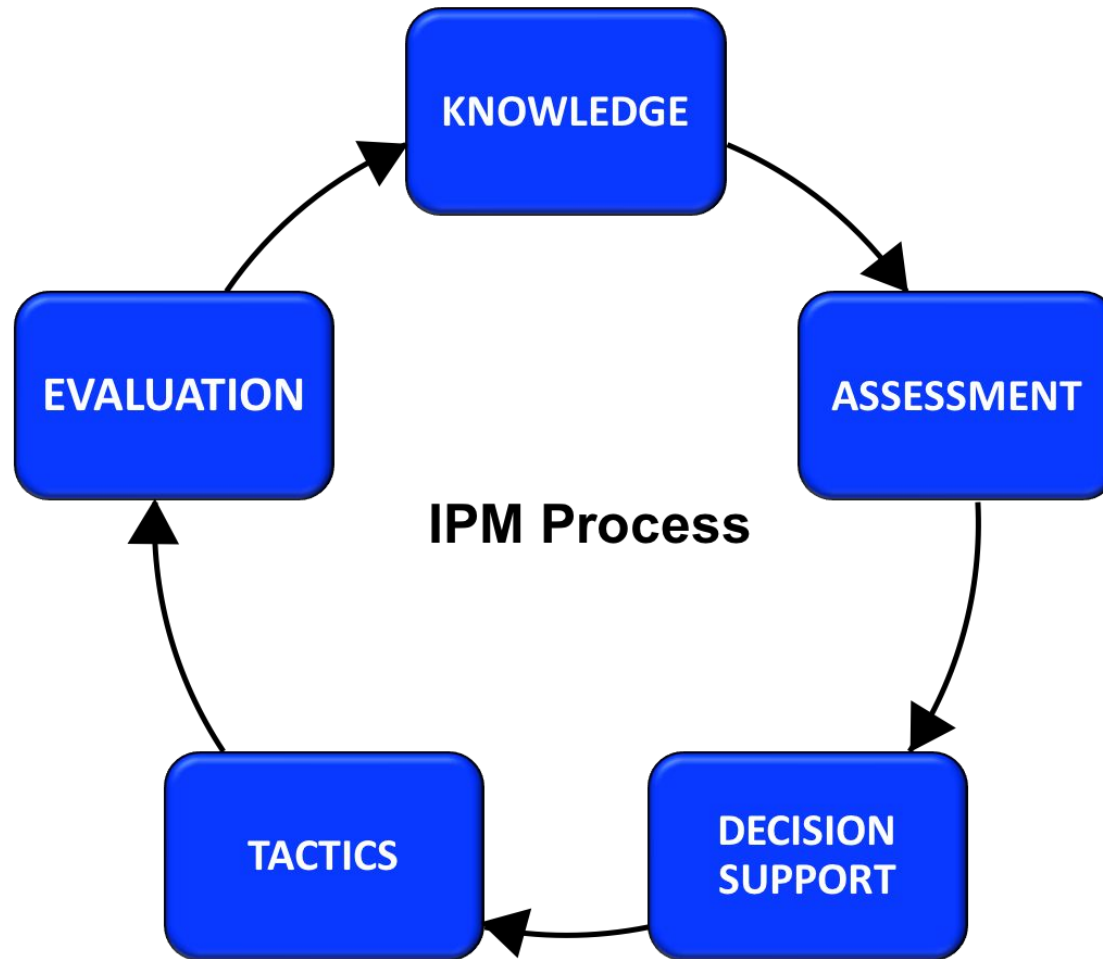 KNOWLEDGE
ASSESSMENT
DECISION
SUPPORT
TACTICS
EVALUATION
IPM Process